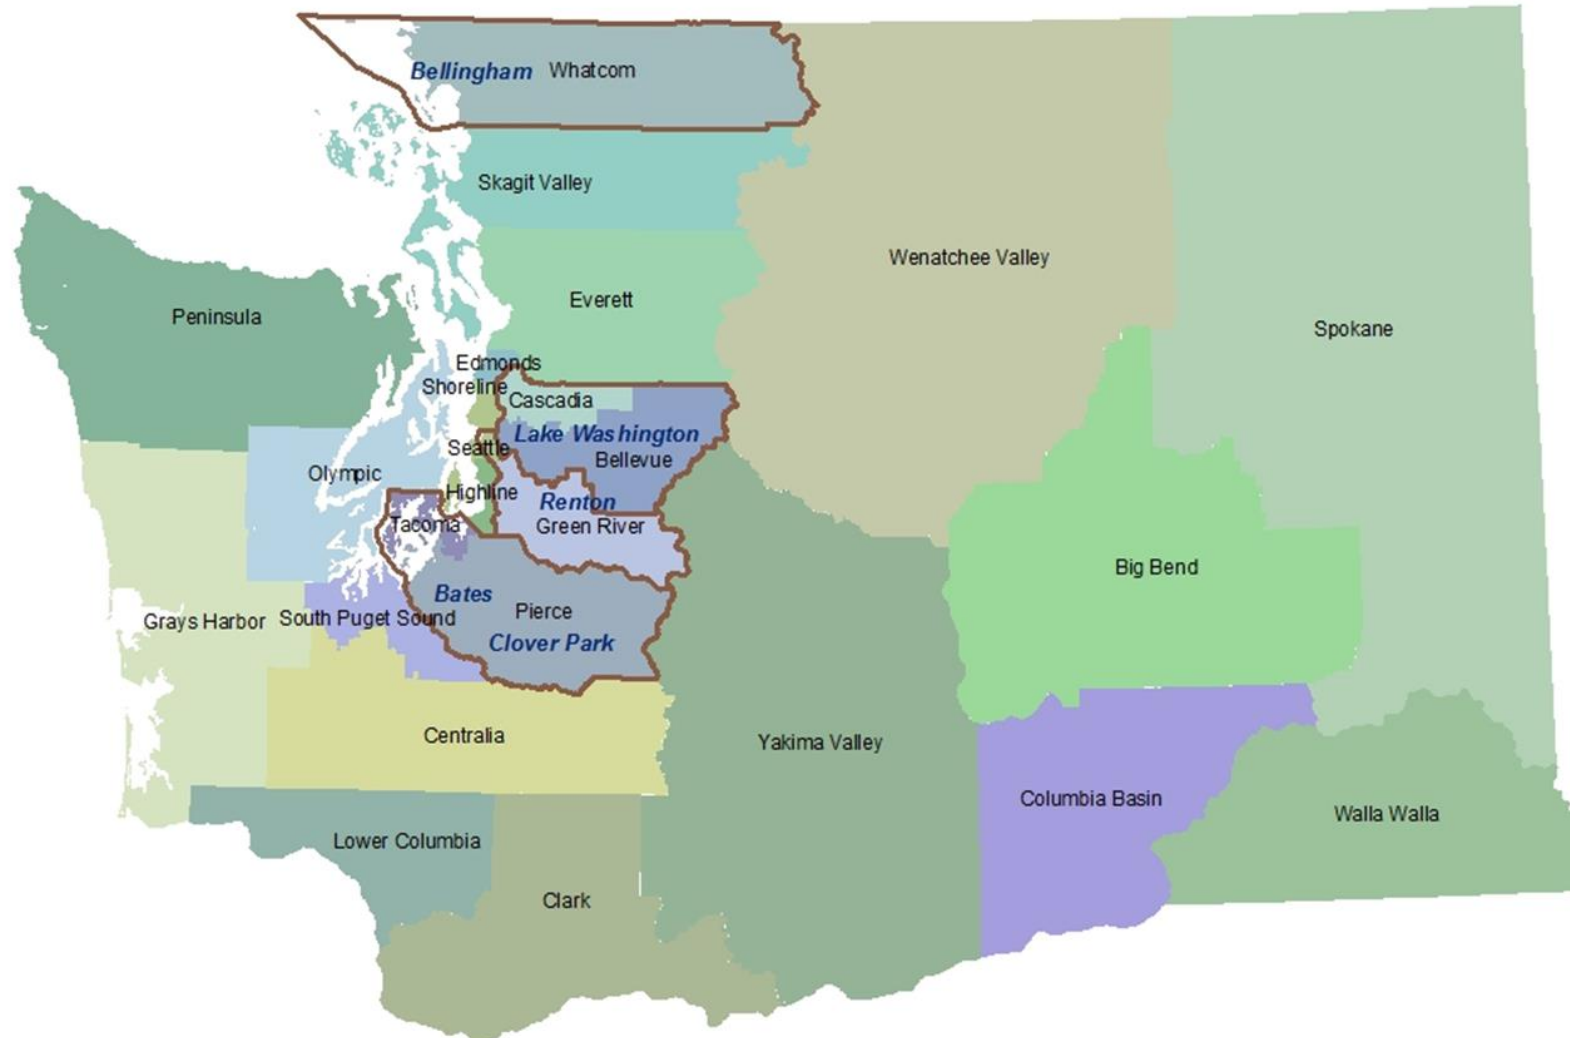 Bellingham
Whatcom
Skagit Valley
Wenatchee Valley
Everett
Peninsula
Spokane
Edmonds
Shoreline
Cascadia
Lake Washington
Seattle
Bellevue
Olympic
Highline
Renton
Tacoma
Green River
Big Bend
Bates
Pierce
Grays Harbor
South Puget Sound
Clover Park
Centralia
Yakima Valley
Columbia Basin
Walla Walla
Lower Columbia
Clark